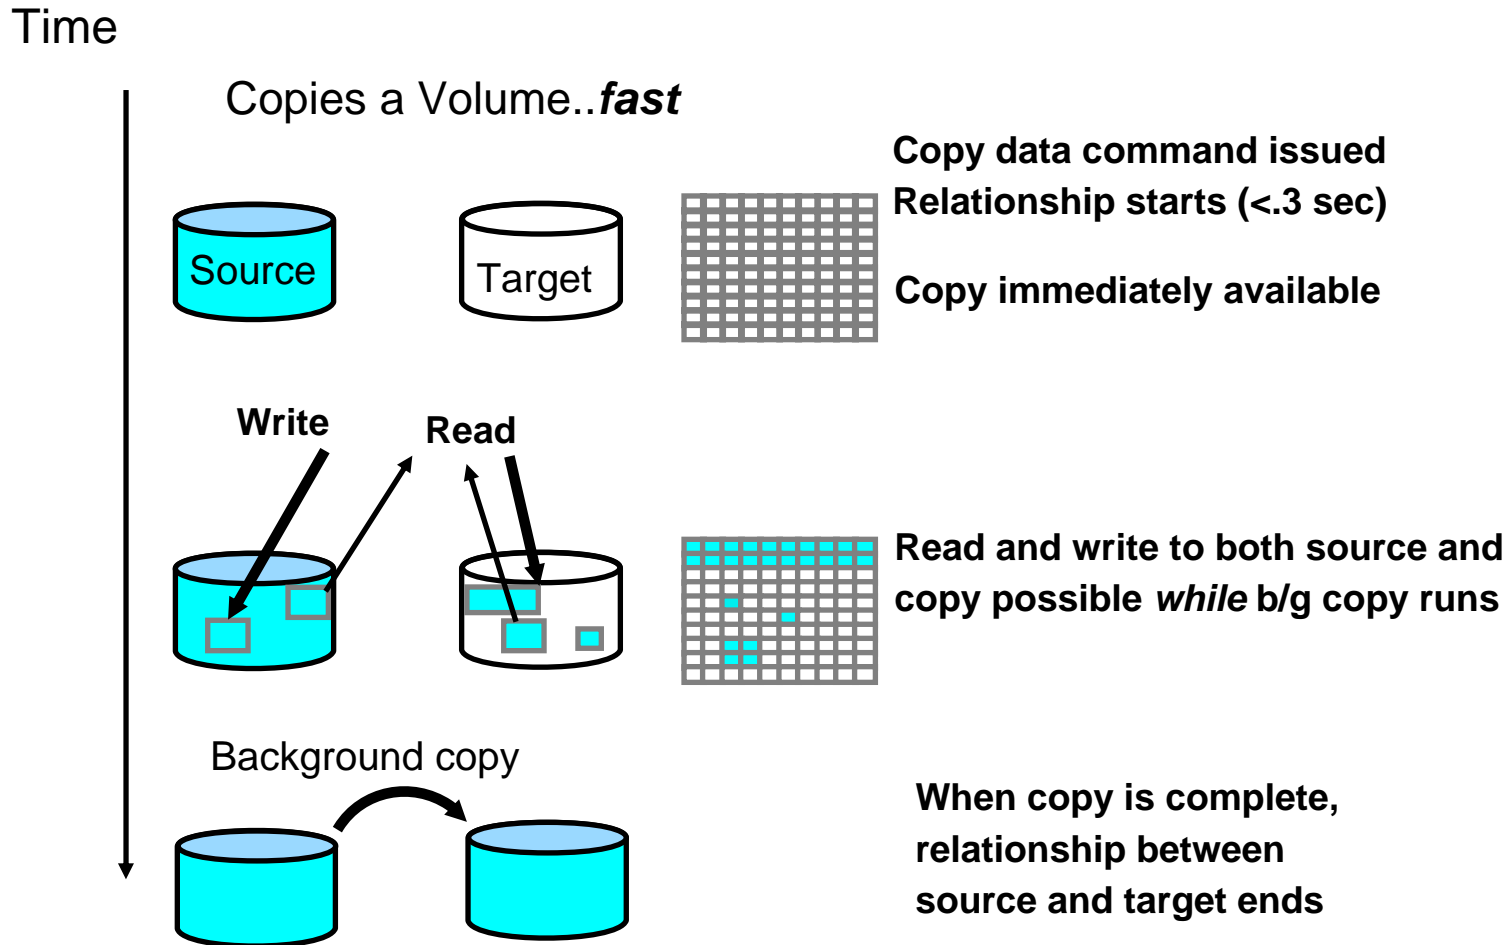 Time
Copies a Volume..fast
Copy data command issued
Relationship starts (<.3 sec)
Source
Target
Copy immediately available
Write
Read
Read and write to both source and
copy possible while b/g copy runs
Background copy
When copy is complete,
relationship between
source and target ends